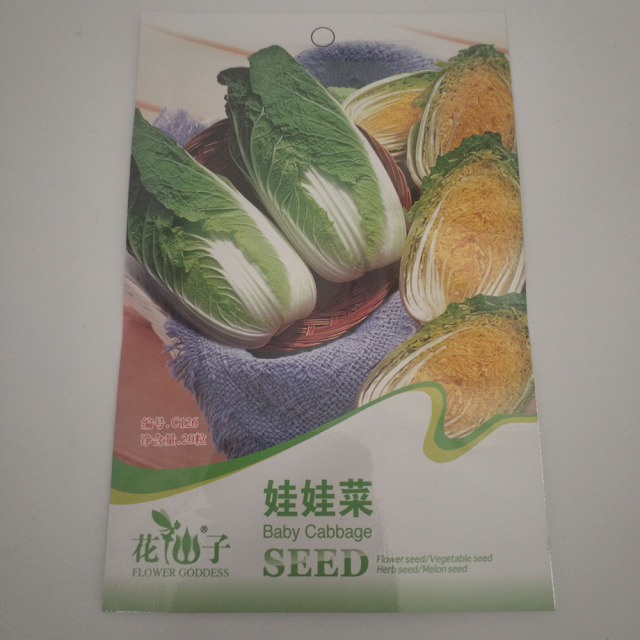 编号.C126
净含量.20粒
娃娃菜
Baby Cabbage
SEED
Flower seed/Vegetable seed
Herb seed/Melon seed
花仙子®
FLOWER GODDESS